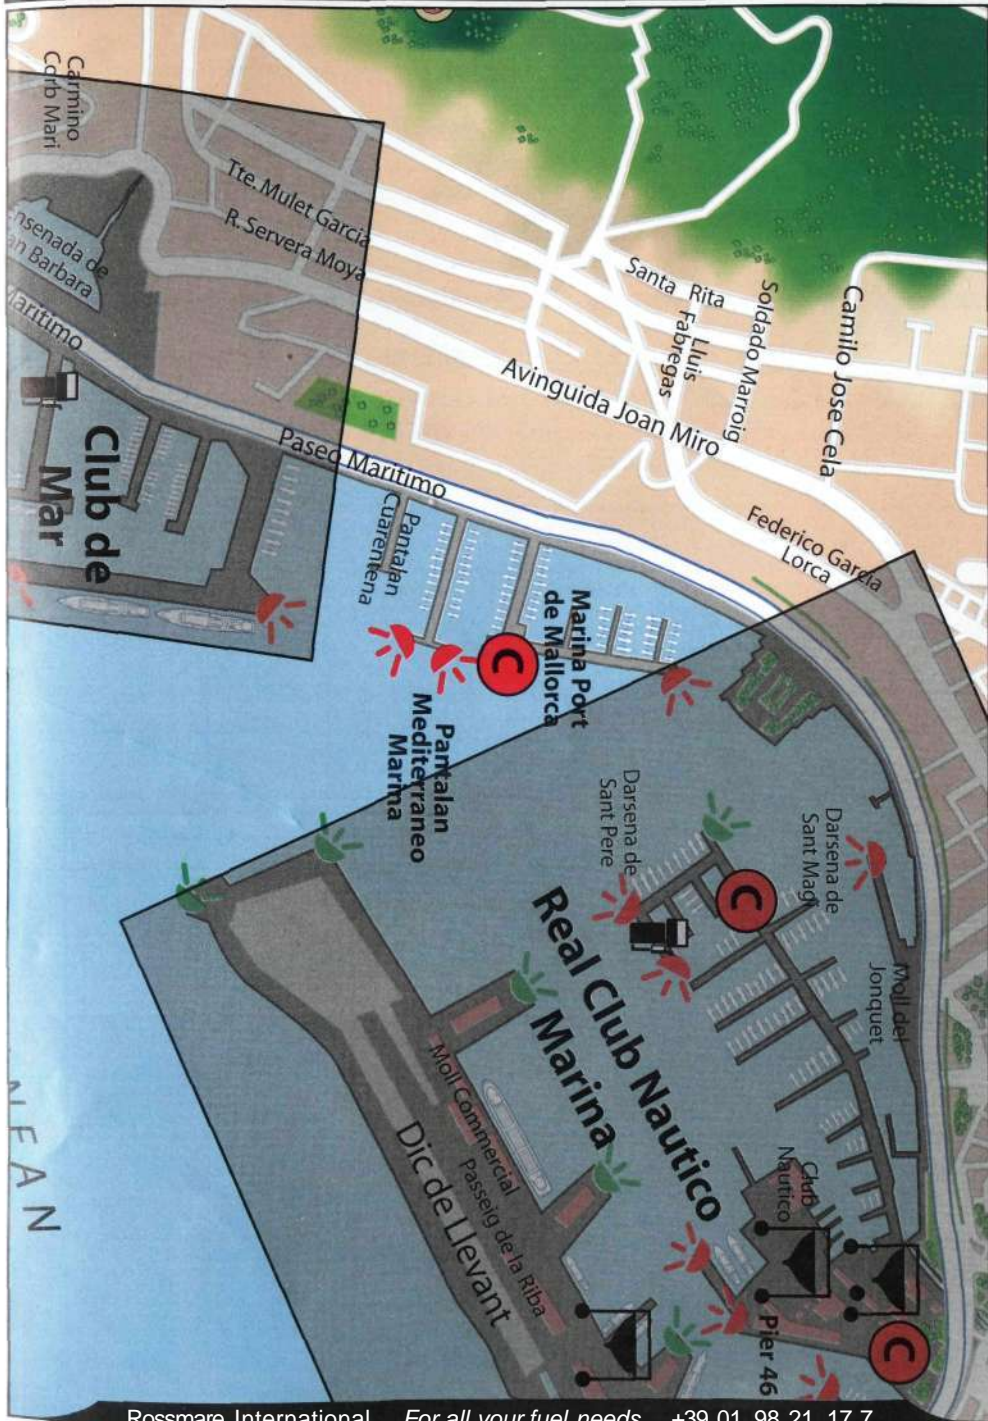 Carmino
Corb Mari
Tte. Mulet Garcia
R. Servera Moya
Ensenada de
an Barbara
Maritimo
Club de
Mar
Paseo Maritimo
Pantalan
Cuarentena
Santa Rita
Lluis
Fabregas
Soldado Marroig
Camilo Jose Cela
Avinguida Joan Miro
Federico Garcia
Lorca
Marina Port
de Mallorca
C
Pantalan
Mediterraneo
Marina
Darsena de
Sant Pere
Darsena de
Sant Magi
C
Moll del
Jonquet
Real Club Nautico
Marina
Club
Nautico
Moll Commercial
Passeig de la Riba
Dic de Llevant
Pier 46
C
NEAN
Rossmare International For all your fuel needs +39 01 98 21 17 7